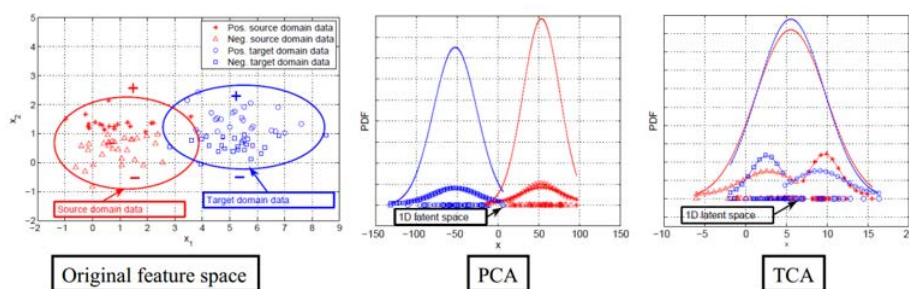 5
4
3
2
1
0
-1
-2
x2
-2 -1 0 1 2 3 4 5 6 7 8 9
x1
* Pos. source domain data
△ Neg. source domain data
○ Pos. target domain data
□ Neg. target domain data
+
+
−
−
−
Source domain data
Target domain data
Original feature space
PDF
1D latent space
-150 -100 -50 0 50 100 150
x
PCA
PDF
1D latent space
-10 -5 0 5 10 15 20
x
TCA